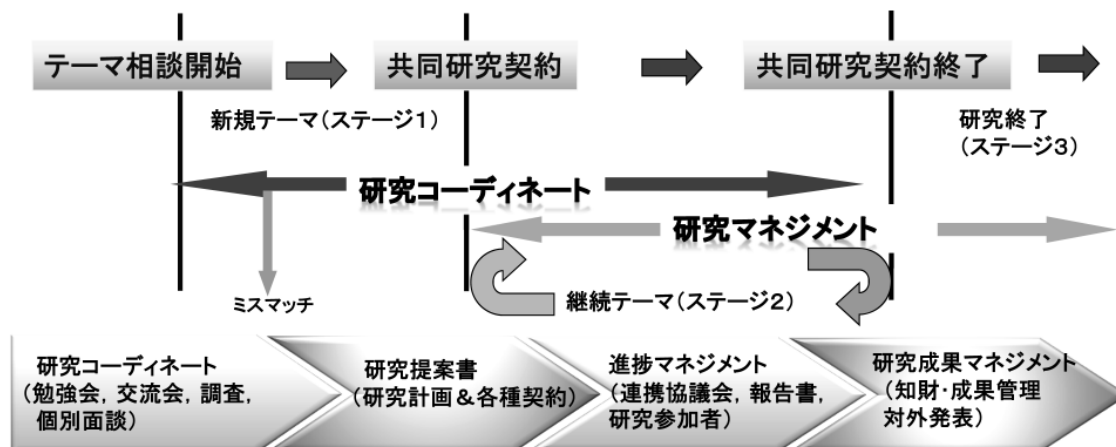 テーマ相談開始
共同研究契約
共同研究契約終了
新規テーマ(ステージ1)
研究終了
(ステージ3)
研究コーディネート
研究マネジメント
ミスマッチ
継続テーマ(ステージ2)
研究コーディネート
(勉強会, 交流会, 調査,
個別面談)
研究提案書
(研究計画&各種契約)
進捗マネジメント
(連携協議会, 報告書,
研究参加者)
研究成果マネジメント
(知財・成果管理
対外発表)